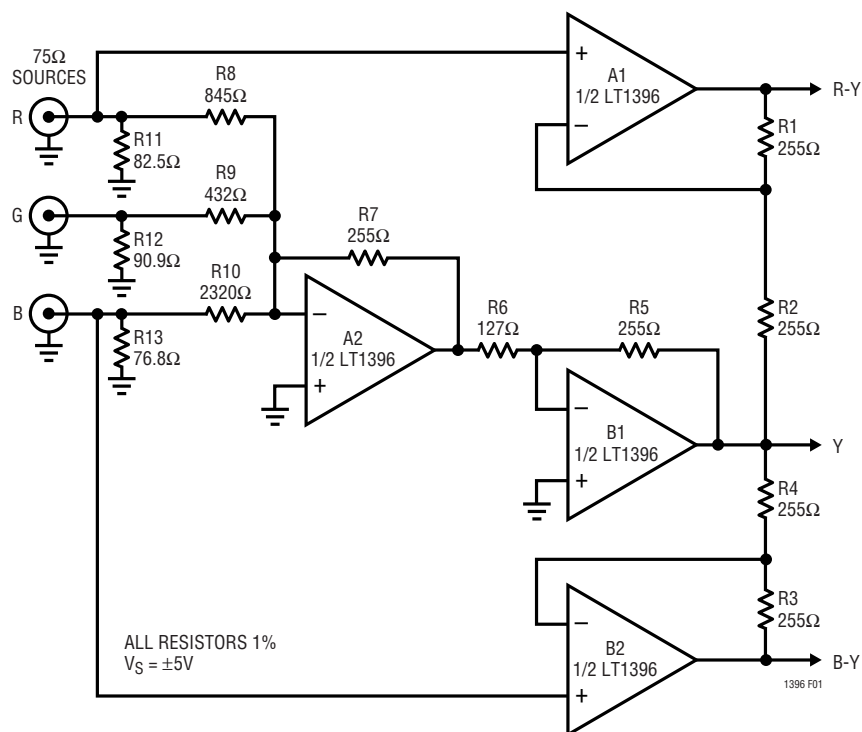 75Ω
SOURCES
R
R8
845Ω
R11
82.5Ω
G
R9
432Ω
R12
90.9Ω
B
R10
2320Ω
R13
76.8Ω
R7
255Ω
−
A2
1/2 LT1396
+
R6
127Ω
R5
255Ω
+
A1
1/2 LT1396
−
R-Y
R1
255Ω
R2
255Ω
−
B1
1/2 LT1396
+
Y
R4
255Ω
R3
255Ω
−
B2
1/2 LT1396
+
B-Y
1396 F01
ALL RESISTORS 1%
VS = ±5V